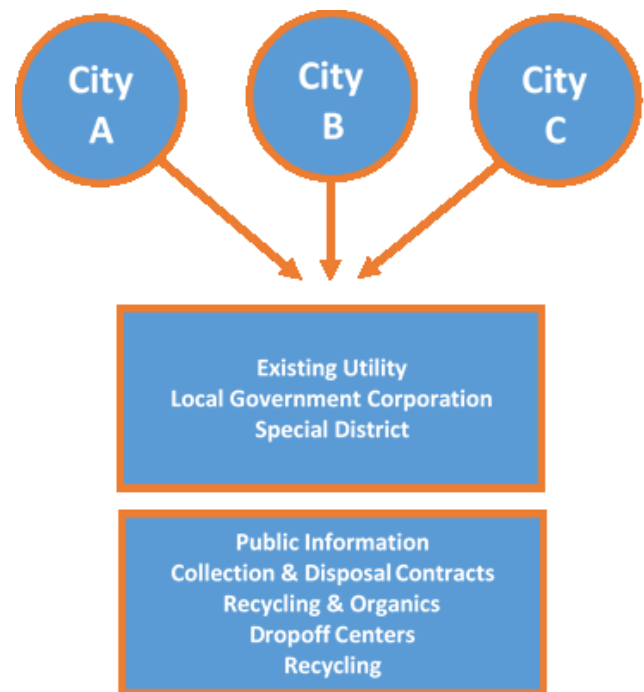 City
A
City
B
City
C
Existing Utility
Local Government Corporation
Special District
Public Information
Collection & Disposal Contracts
Recycling & Organics
Dropoff Centers
Recycling